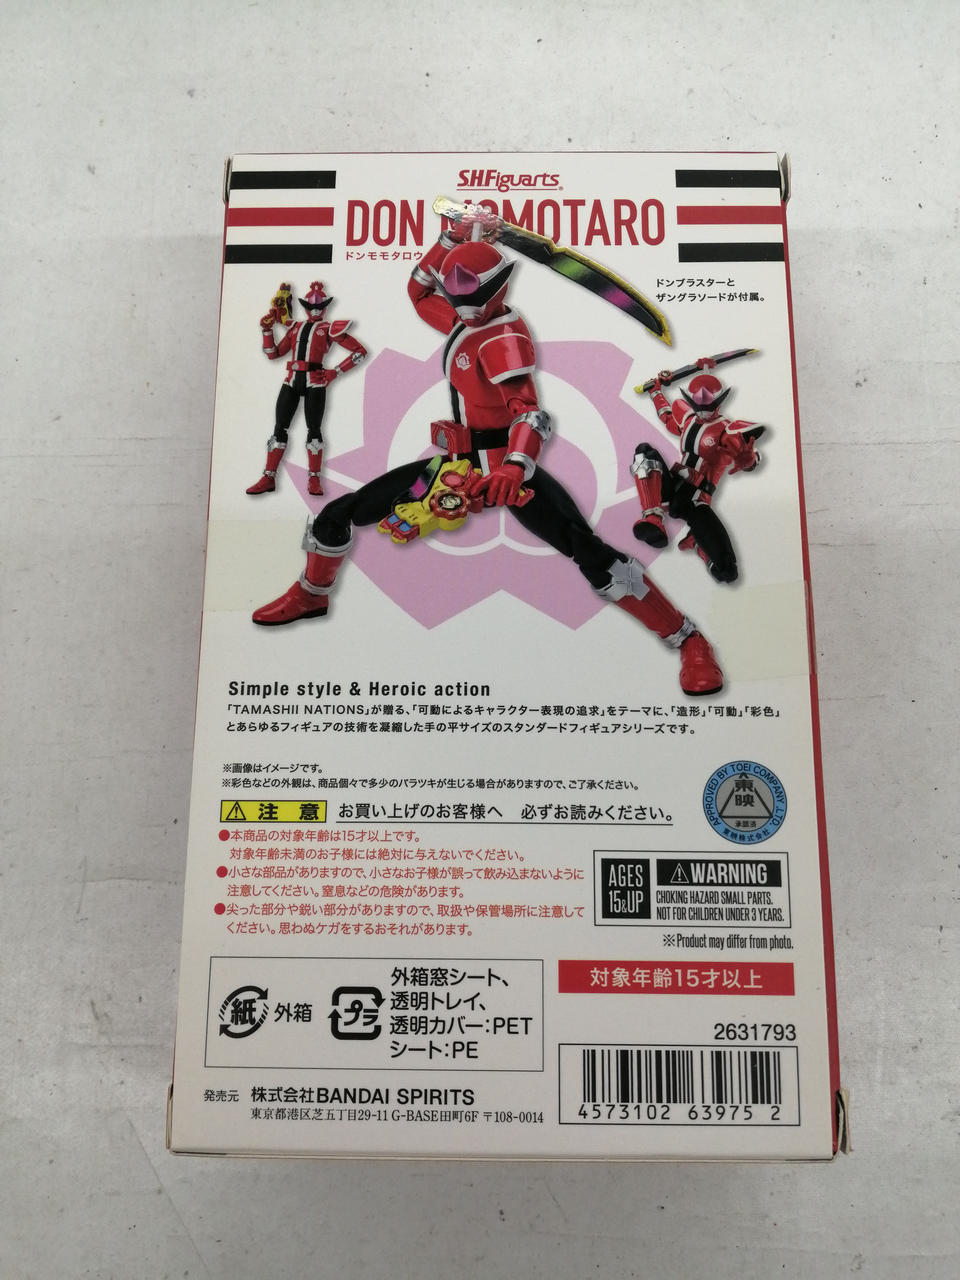 S.H.Figuarts®
DON MOMOTARO
ドンモモタロウ
ドンブラスターと
ザングラソードが付属。
Simple style & Heroic action
「TAMASHII NATIONS」が贈る、「可動によるキャラクター表現の追求」をテーマに、「造形」「可動」「彩色」
とあらゆるフィギュアの技術を凝縮した手の平サイズのスタンダードフィギュアシリーズです。
※画像はイメージです。
※彩色などの外観は、商品個々で多少のバラツキが生じる場合がありますので、ご了承ください。
APPROVED BY TOEI COMPANY, LTD.
東映
承認済
東映株式会社
注意 お買い上げのお客様へ 必ずお読みください。
●本商品の対象年齢は15才以上です。
対象年齢未満のお子様には絶対に与えないでください。
●小さな部品がありますので、小さなお子様が誤って飲み込まないように
注意してください。窒息などの危険があります。
●尖った部分や鋭い部分がありますので、取扱や保管場所に注意して
ください。思わぬケガをするおそれがあります。
AGES
15&UP
WARNING
CHOKING HAZARD SMALL PARTS.
NOT FOR CHILDREN UNDER 3 YEARS.
※Product may differ from photo.
紙 外箱
プラ
外箱窓シート、
透明トレイ、
透明カバー:PET
シート:PE
対象年齢15才以上
2631793
4573102 63975 2
発売元 株式会社BANDAI SPIRITS
東京都港区芝五丁目29-11 G-BASE田町6F 〒108-0014